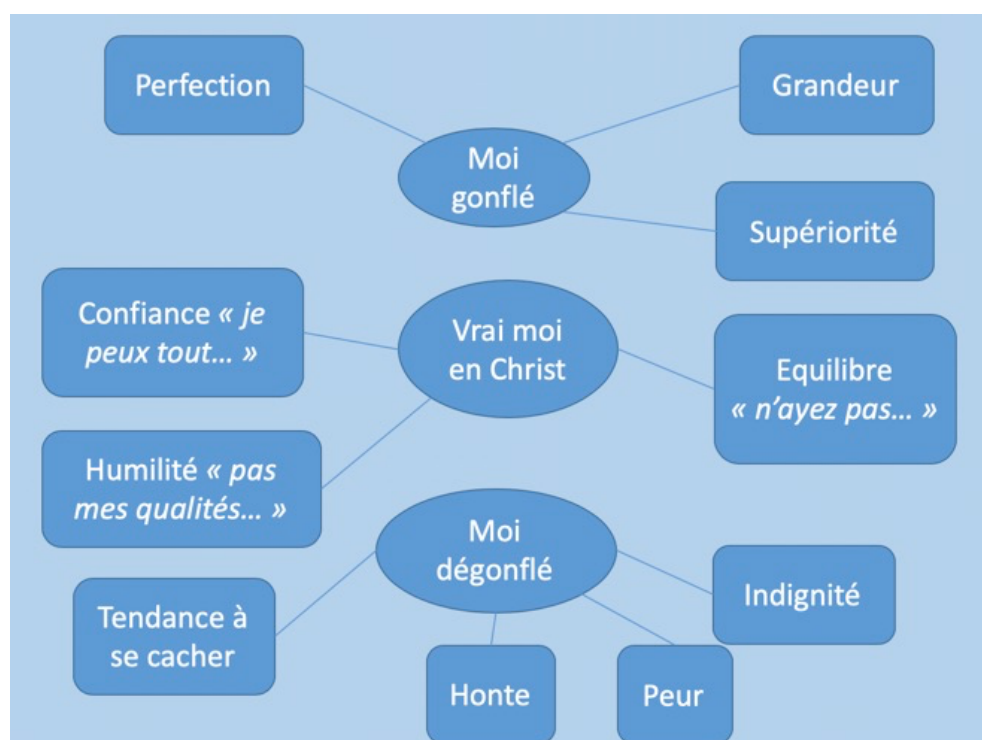 Perfection
Grandeur
Moi
gonflé
Supériorité
Confiance « je
peux tout... »
Vrai moi
en Christ
Equilibre
« n’ayez pas... »
Humilité « pas
mes qualités... »
Moi
dégonflé
Indignité
Tendance à
se cacher
Honte
Peur